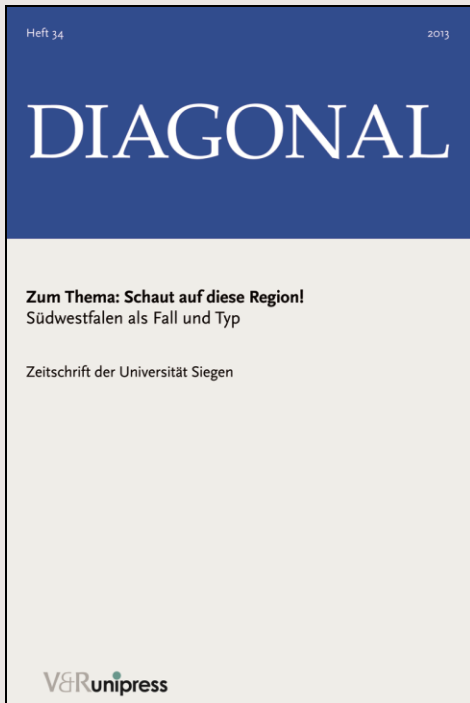 Heft 34
2013
DIAGONAL
Zum Thema: Schaut auf diese Region!
Südwestfalen als Fall und Typ
Zeitschrift der Universität Siegen
V&Runipress